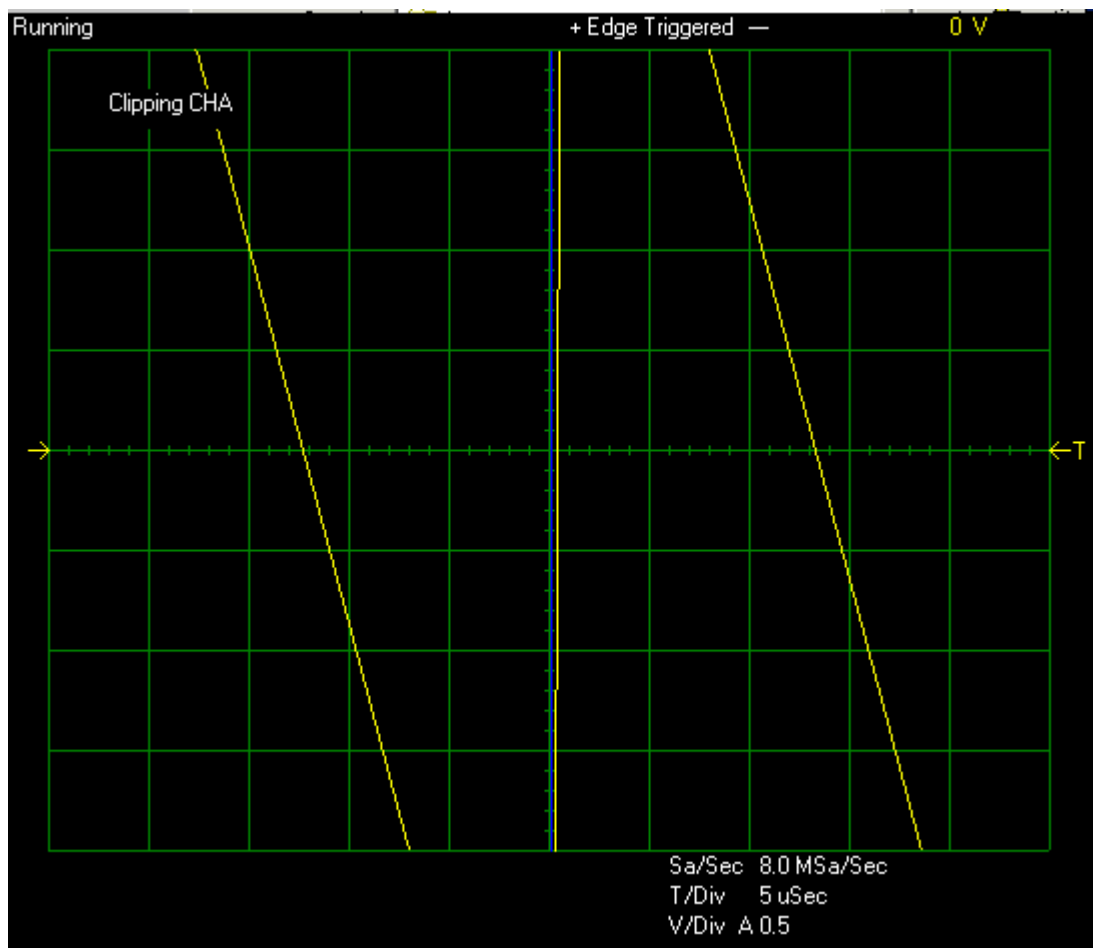 Running + Edge Triggered — 0 V
Clipping CHA
T
Sa/Sec 8.0 MSa/Sec
T/Div 5 uSec
V/Div A 0.5